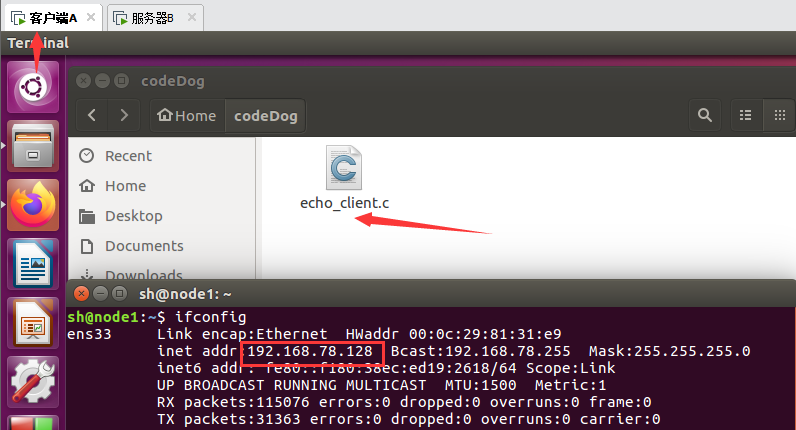 客户端A
服务器B
Terminal
codeDog
Home
codeDog
Recent
Home
Desktop
Documents
Downloads
echo_client.c
sh@node1: ~
sh@node1:~$ ifconfig
ens33 Link encap:Ethernet HWaddr 00:0c:29:81:31:e9
inet addr:192.168.78.128 Bcast:192.168.78.255 Mask:255.255.255.0
inet6 addr: fe80::f180:38ec:ed19:2618/64 Scope:Link
UP BROADCAST RUNNING MULTICAST MTU:1500 Metric:1
RX packets:115076 errors:0 dropped:0 overruns:0 frame:0
TX packets:31363 errors:0 dropped:0 overruns:0 carrier:0